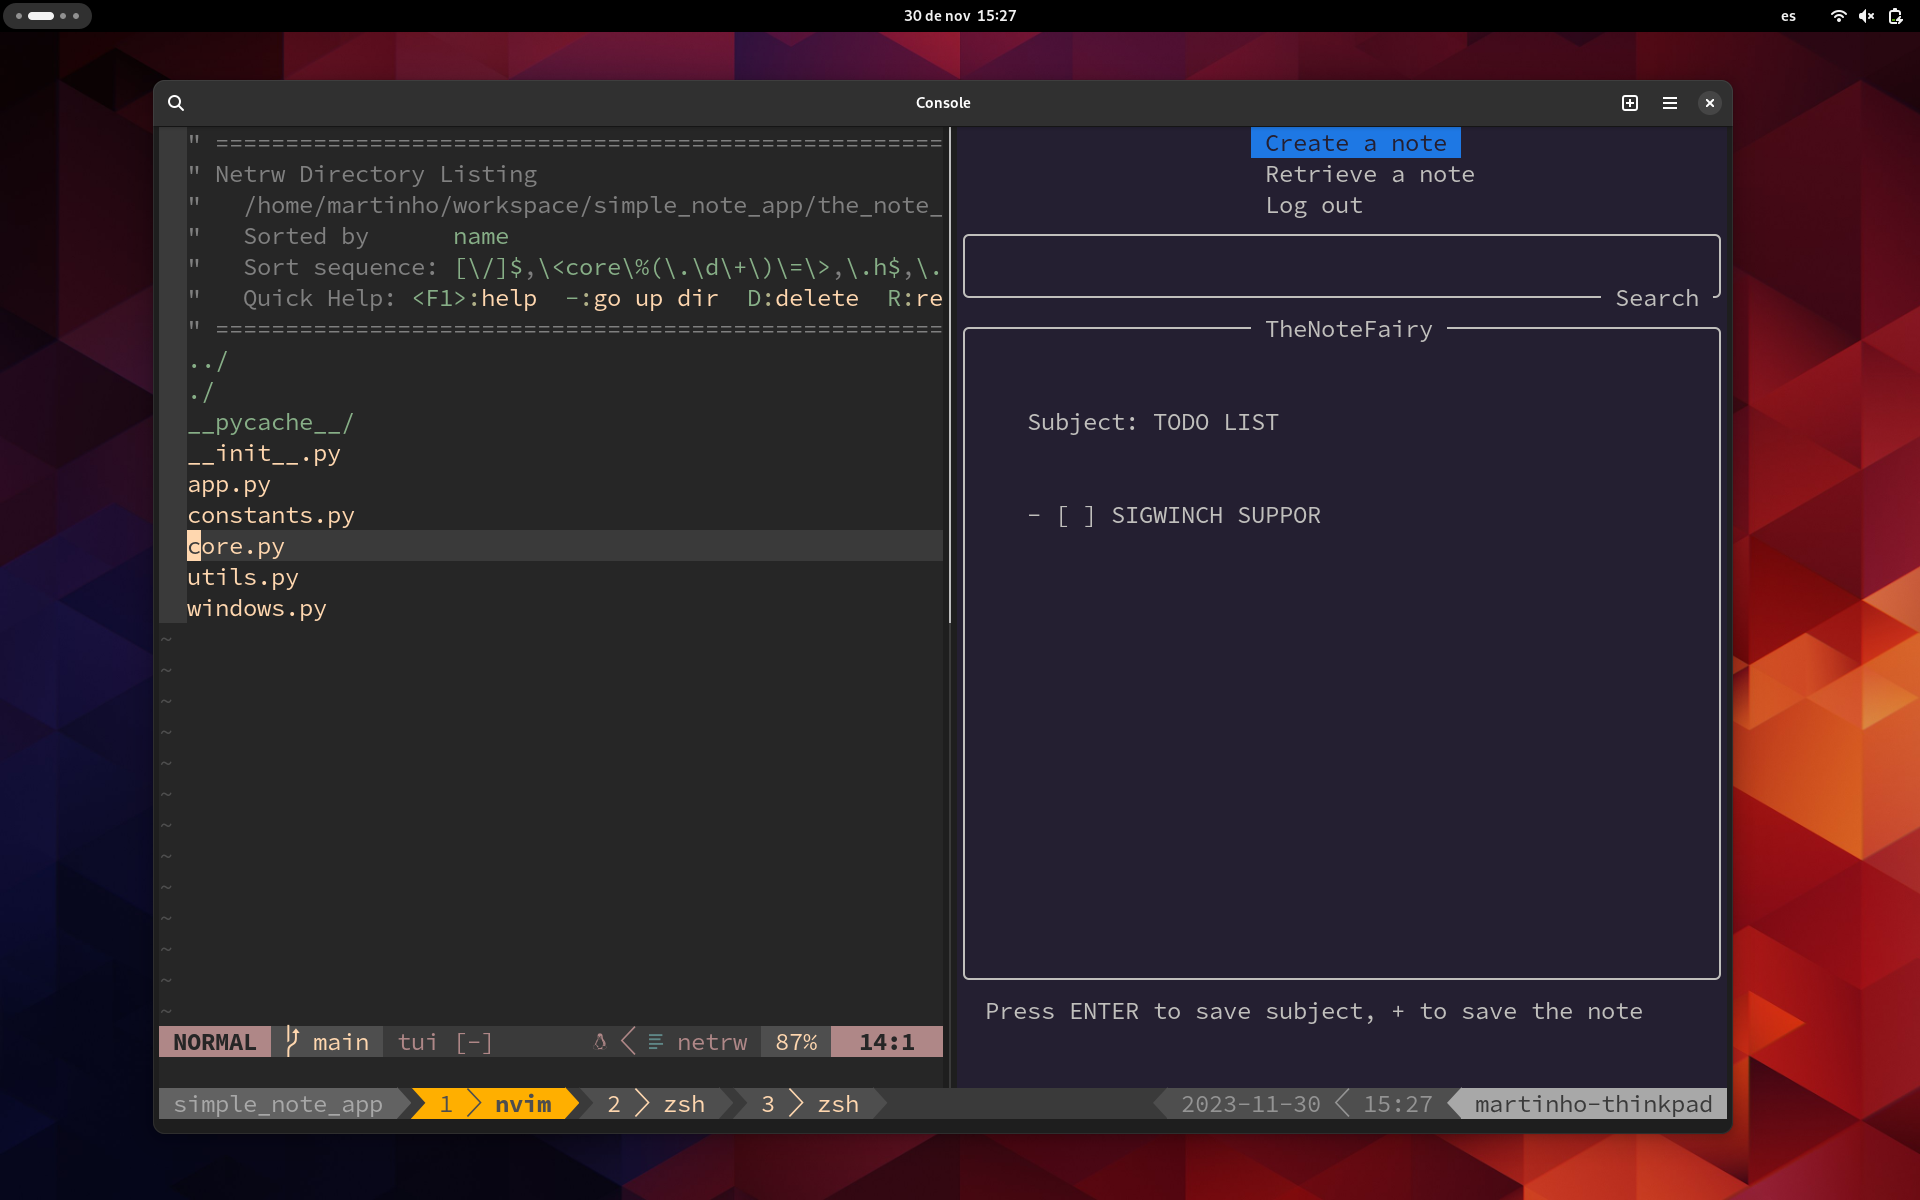 30 de nov 15:27
es
Console
" ====================================================
" Netrw Directory Listing
"   /home/martinho/workspace/simple_note_app/the_note_
"   Sorted by      name
"   Sort sequence: [\/]$,\<core\%(\.\d\+\)\=\>,\.h$,\.
"   Quick Help: <F1>:help  -:go up dir  D:delete  R:re
" ====================================================
../
./
__pycache__/
__init__.py
app.py
constants.py
core.py
utils.py
windows.py
~
~
~
~
~
~
~
~
~
~
~
~
~
NORMAL main tui [-] netrw 87% 14:1
Create a note
Retrieve a note
Log out
Search
TheNoteFairy
Subject: TODO LIST
- [ ] SIGWINCH SUPPOR
Press ENTER to save subject, + to save the note
simple_note_app 1 nvim 2 zsh 3 zsh 2023-11-30 15:27 martinho-thinkpad